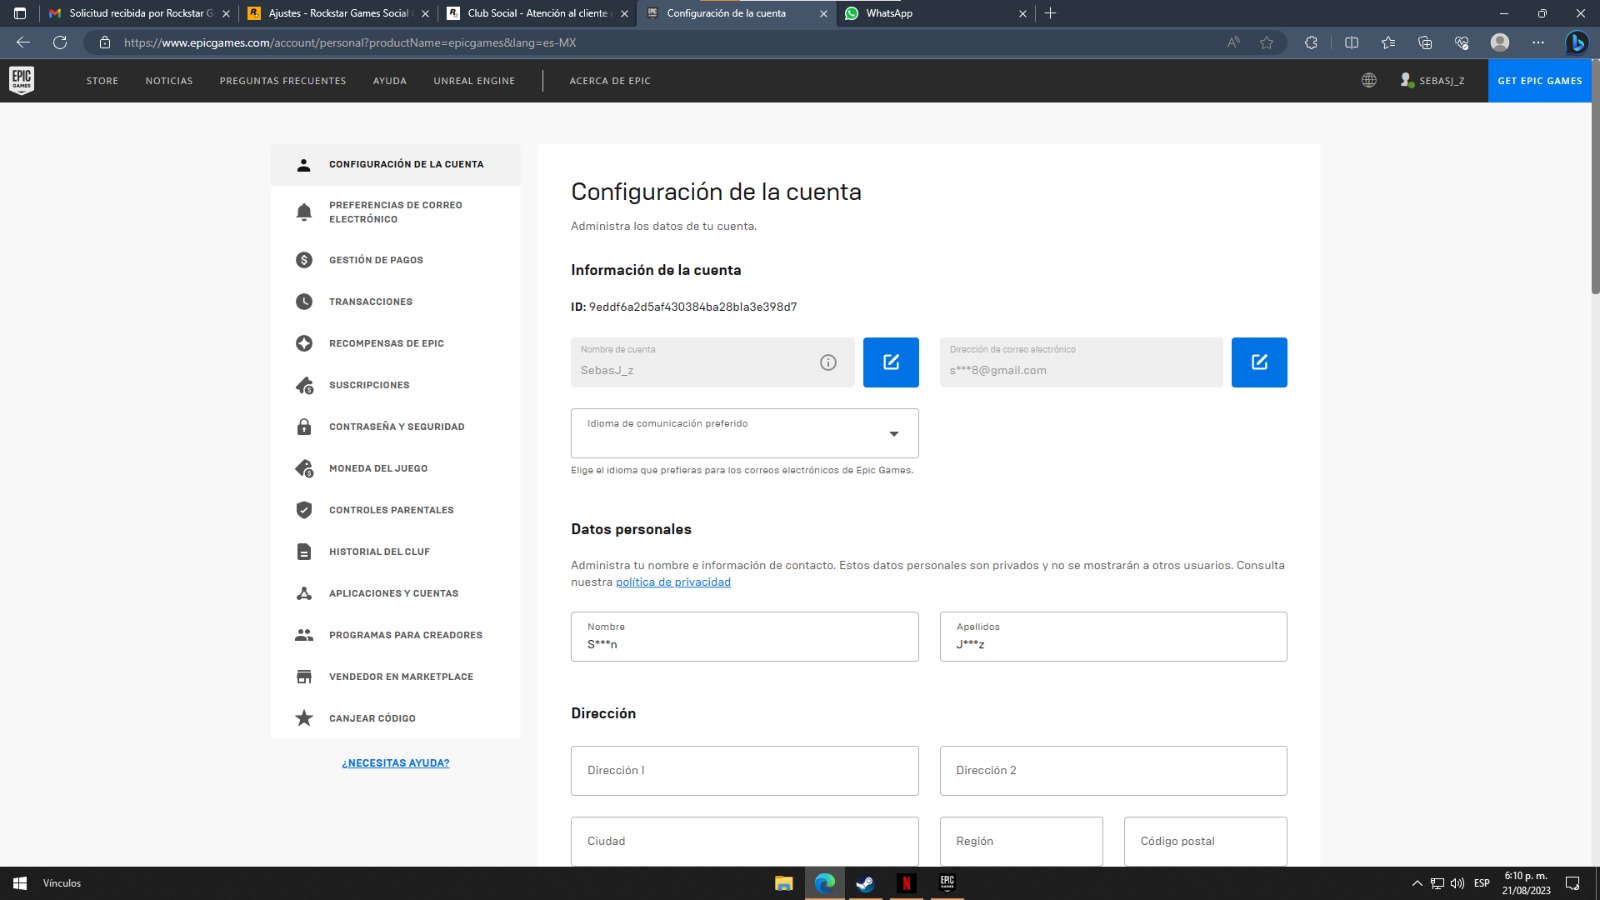 Solicitud recibida por Rockstar G
Ajustes - Rockstar Games Social
Club Social - Atención al cliente
Configuración de la cuenta
WhatsApp
https://www.epicgames.com/account/personal?productName=epicgames&lang=es-MX
EPIC GAMES
STORE
NOTICIAS
PREGUNTAS FRECUENTES
AYUDA
UNREAL ENGINE
ACERCA DE EPIC
SEBASJ_Z
GET EPIC GAMES
CONFIGURACIÓN DE LA CUENTA
PREFERENCIAS DE CORREO
ELECTRÓNICO
GESTIÓN DE PAGOS
TRANSACCIONES
RECOMPENSAS DE EPIC
SUSCRIPCIONES
CONTRASEÑA Y SEGURIDAD
MONEDA DEL JUEGO
CONTROLES PARENTALES
HISTORIAL DEL CLUF
APLICACIONES Y CUENTAS
PROGRAMAS PARA CREADORES
VENDEDOR EN MARKETPLACE
CANJEAR CÓDIGO
¿NECESITAS AYUDA?
Configuración de la cuenta
Administra los datos de tu cuenta.
Información de la cuenta
ID: 9eddf6a2d5af430384ba28b1a3e398d7
Nombre de cuenta
SebasJ_z
Dirección de correo electrónico
s***8@gmail.com
Idioma de comunicación preferido
Elige el idioma que prefieras para los correos electrónicos de Epic Games.
Datos personales
Administra tu nombre e información de contacto. Estos datos personales son privados y no se mostrarán a otros usuarios. Consulta
nuestra política de privacidad
Nombre
S***n
Apellidos
J***z
Dirección
Dirección 1
Dirección 2
Ciudad
Región
Código postal
Vínculos
ESP
6:10 p. m.
21/08/2023